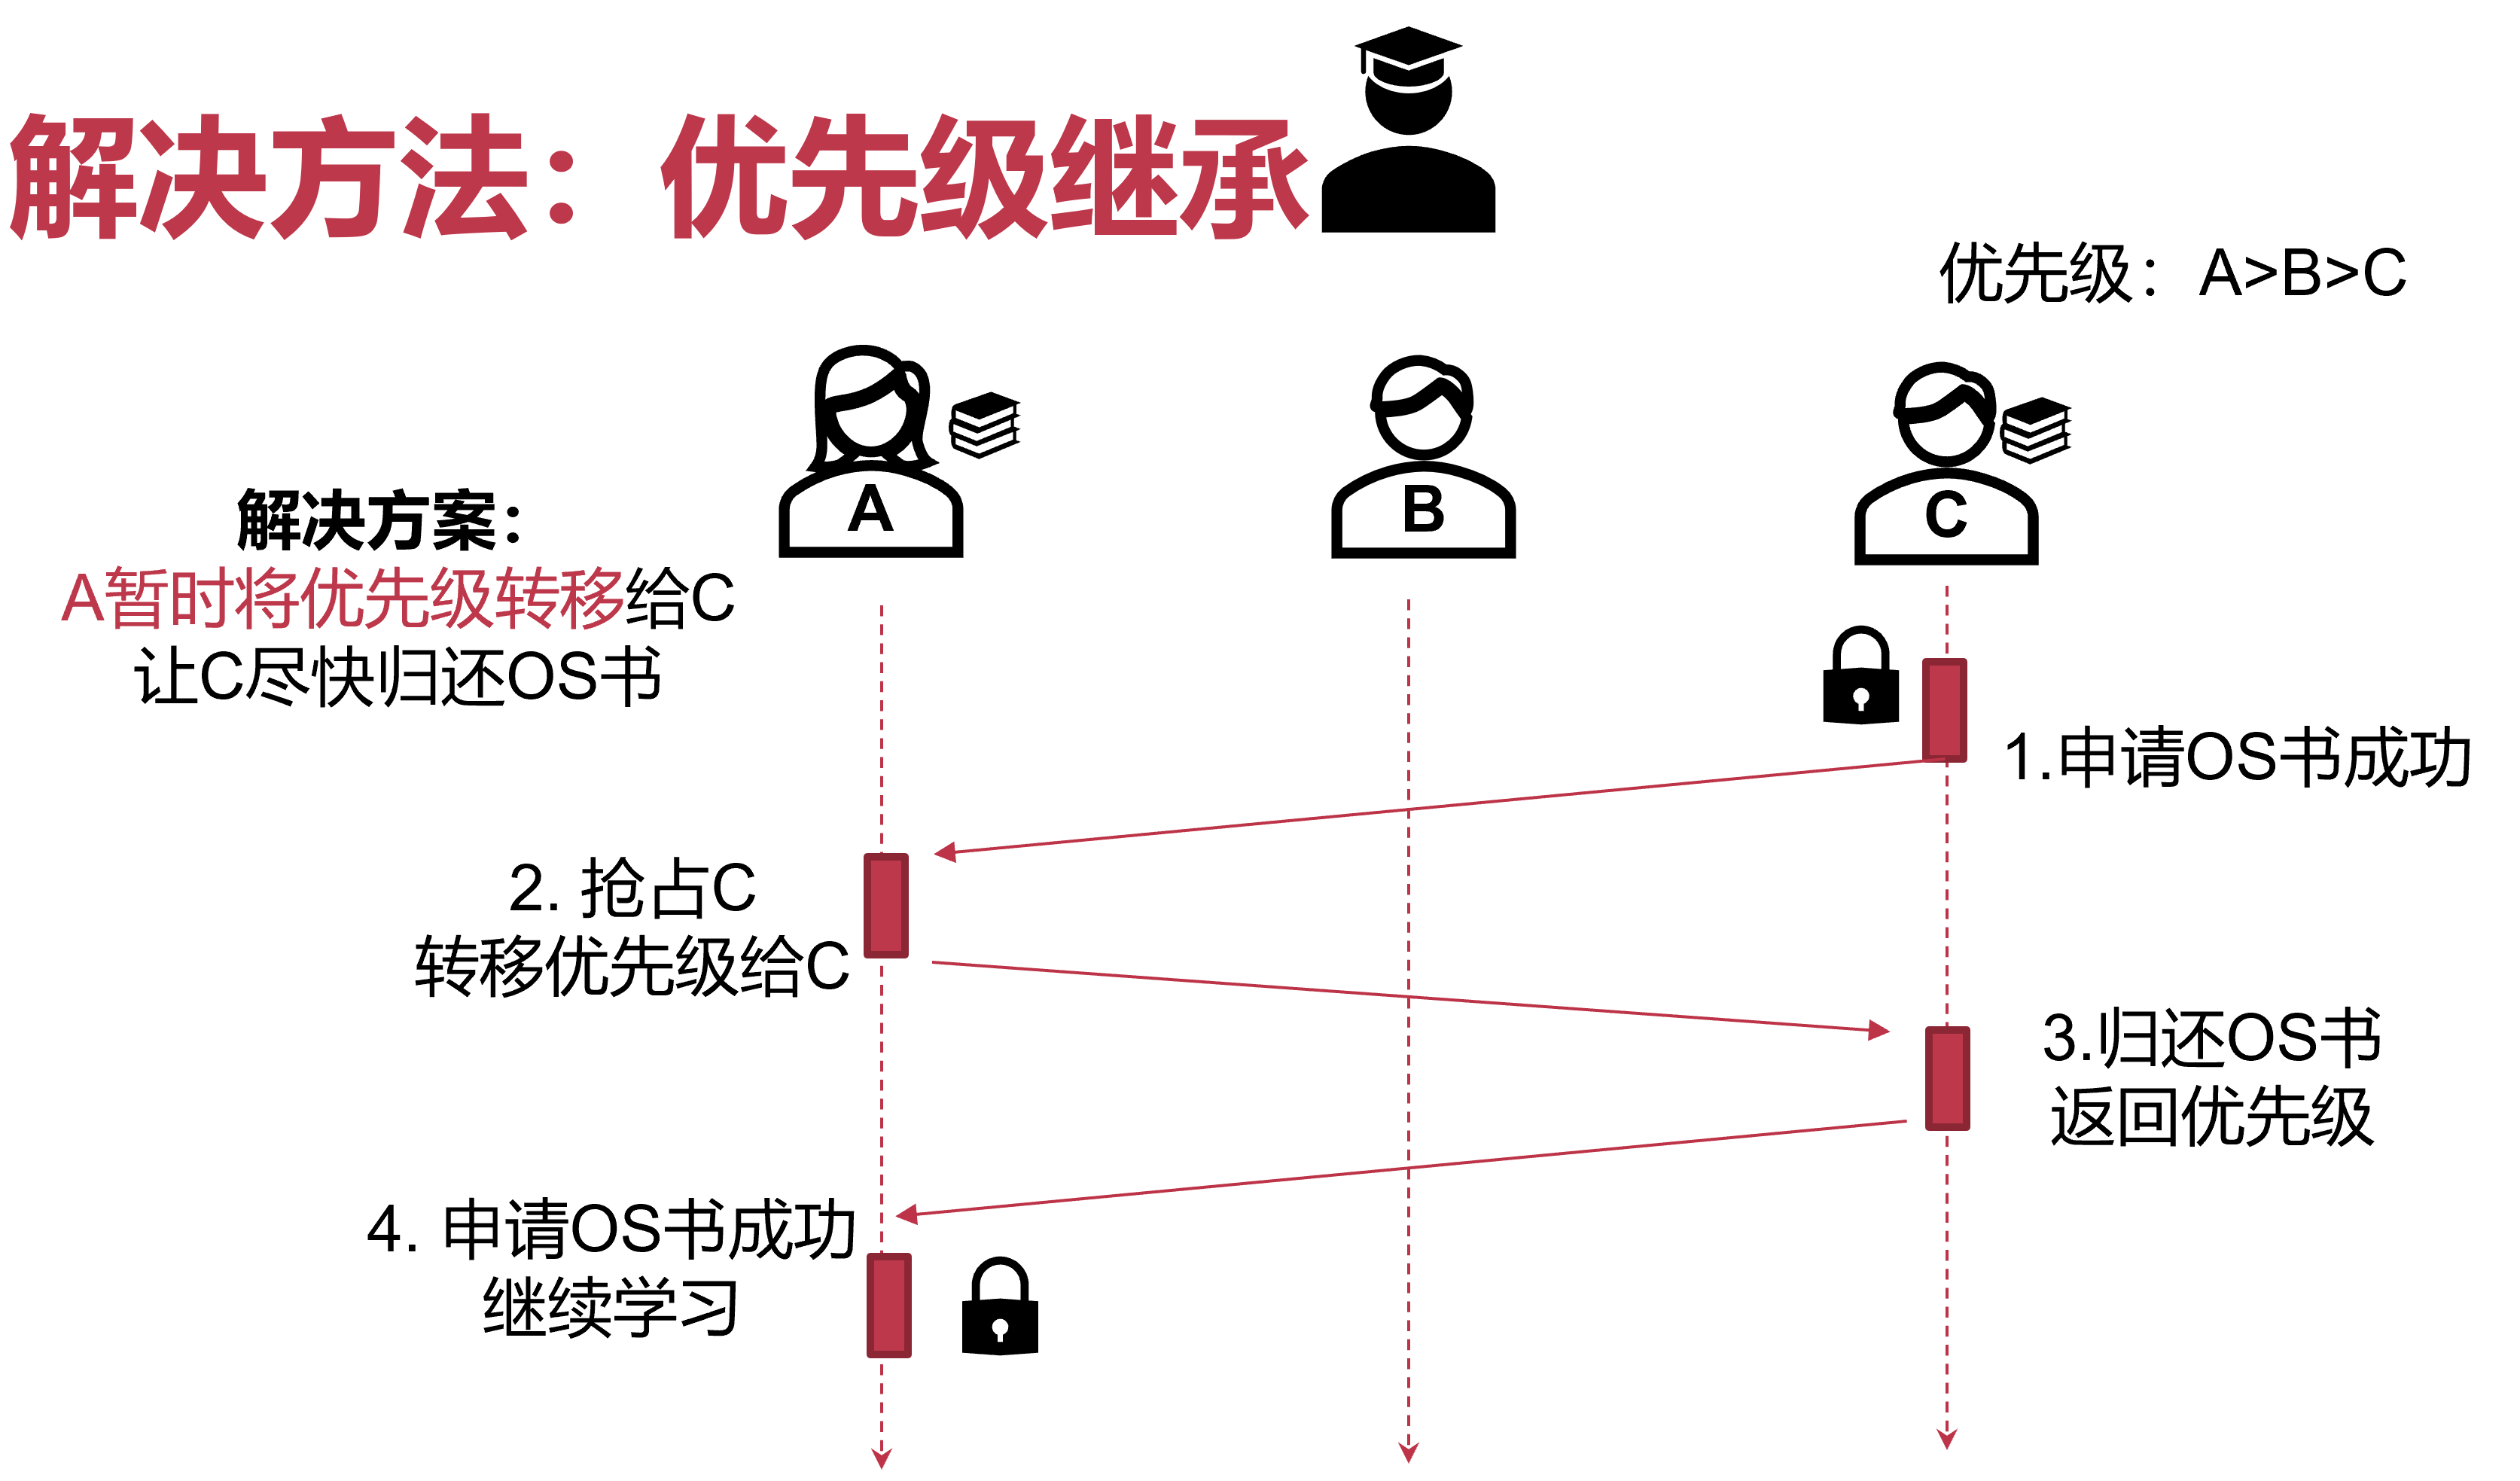 解决方法：优先级继承
优先级：A>B>C
A
B
C
解决方案：
A暂时将优先级转移给C
让C尽快归还OS书
1.申请OS书成功
2. 抢占C
转移优先级给C
3.归还OS书
返回优先级
4. 申请OS书成功
继续学习